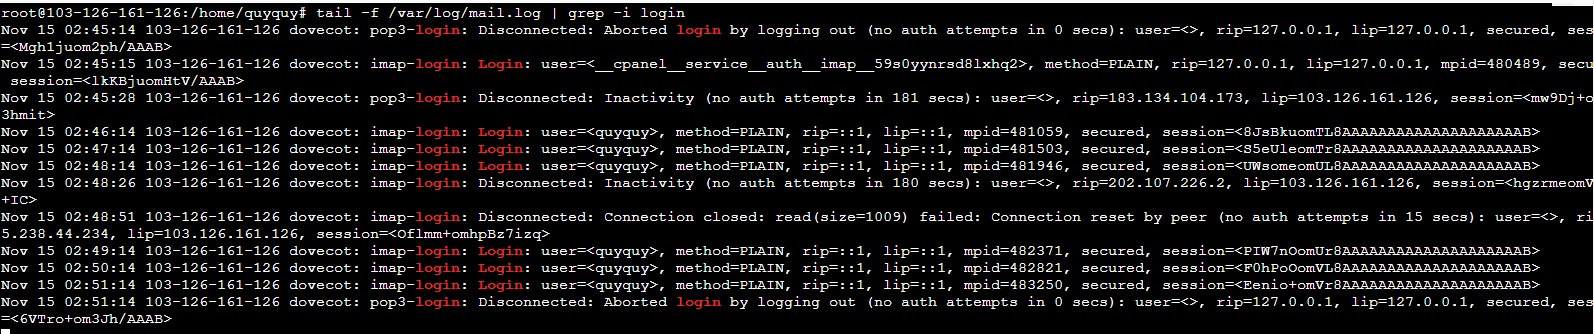 root@103-126-161-126:/home/quyquy# tail -f /var/log/mail.log | grep -i login
Nov 15 02:45:14 103-126-161-126 dovecot: pop3-login: Disconnected: Aborted login by logging out (no auth attempts in 0 secs): user=<>, rip=127.0.0.1, lip=127.0.0.1, secured, ses
=<Mgh1juom2ph/AAAB>
Nov 15 02:45:15 103-126-161-126 dovecot: imap-login: Login: user=<__cpanel__service__auth__imap__59s0yynrsd8lxhq2>, method=PLAIN, rip=127.0.0.1, lip=127.0.0.1, mpid=480489, secu
session=<lkKBjuomHtV/AAAB>
Nov 15 02:45:28 103-126-161-126 dovecot: pop3-login: Disconnected: Inactivity (no auth attempts in 181 secs): user=<>, rip=183.134.104.173, lip=103.126.161.126, session=<mw9Dj+o
3hmit>
Nov 15 02:46:14 103-126-161-126 dovecot: imap-login: Login: user=<quyquy>, method=PLAIN, rip=::1, lip=::1, mpid=481059, secured, session=<8JsBkuomTL8AAAAAAAAAAAAAAAAAAAAB>
Nov 15 02:47:14 103-126-161-126 dovecot: imap-login: Login: user=<quyquy>, method=PLAIN, rip=::1, lip=::1, mpid=481503, secured, session=<S5eUleomTr8AAAAAAAAAAAAAAAAAAAAB>
Nov 15 02:48:14 103-126-161-126 dovecot: imap-login: Login: user=<quyquy>, method=PLAIN, rip=::1, lip=::1, mpid=481946, secured, session=<UWsomeomUL8AAAAAAAAAAAAAAAAAAAAB>
Nov 15 02:48:26 103-126-161-126 dovecot: pop3-login: Disconnected: Inactivity (no auth attempts in 180 secs): user=<>, rip=202.107.226.2, lip=103.126.161.126, session=<hgzrmeomV
+IC>
Nov 15 02:48:51 103-126-161-126 dovecot: imap-login: Disconnected: Connection closed: read(size=1009) failed: Connection reset by peer (no auth attempts in 15 secs): user=<>, ri
5.238.44.234, lip=103.126.161.126, session=<Oflmm+omhpBz7izq>
Nov 15 02:49:14 103-126-161-126 dovecot: imap-login: Login: user=<quyquy>, method=PLAIN, rip=::1, lip=::1, mpid=482371, secured, session=<PIW7nOomUr8AAAAAAAAAAAAAAAAAAAAB>
Nov 15 02:50:14 103-126-161-126 dovecot: imap-login: Login: user=<quyquy>, method=PLAIN, rip=::1, lip=::1, mpid=482821, secured, session=<F0hPoOomVL8AAAAAAAAAAAAAAAAAAAAB>
Nov 15 02:51:14 103-126-161-126 dovecot: imap-login: Login: user=<quyquy>, method=PLAIN, rip=::1, lip=::1, mpid=483250, secured, session=<Eenio+omVr8AAAAAAAAAAAAAAAAAAAAB>
Nov 15 02:51:14 103-126-161-126 dovecot: pop3-login: Disconnected: Aborted login by logging out (no auth attempts in 0 secs): user=<>, rip=127.0.0.1, lip=127.0.0.1, secured, ses
=<6VTro+om3Jh/AAAB>